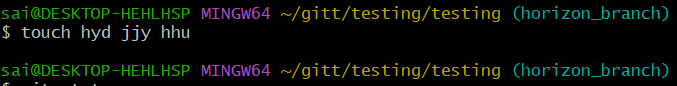 sai@DESKTOP-HEHLHSP MINGW64 ~/gitt/testing/testing (horizon_branch)
$ touch hyd jjy hhu
sai@DESKTOP-HEHLHSP MINGW64 ~/gitt/testing/testing (horizon_branch)
$